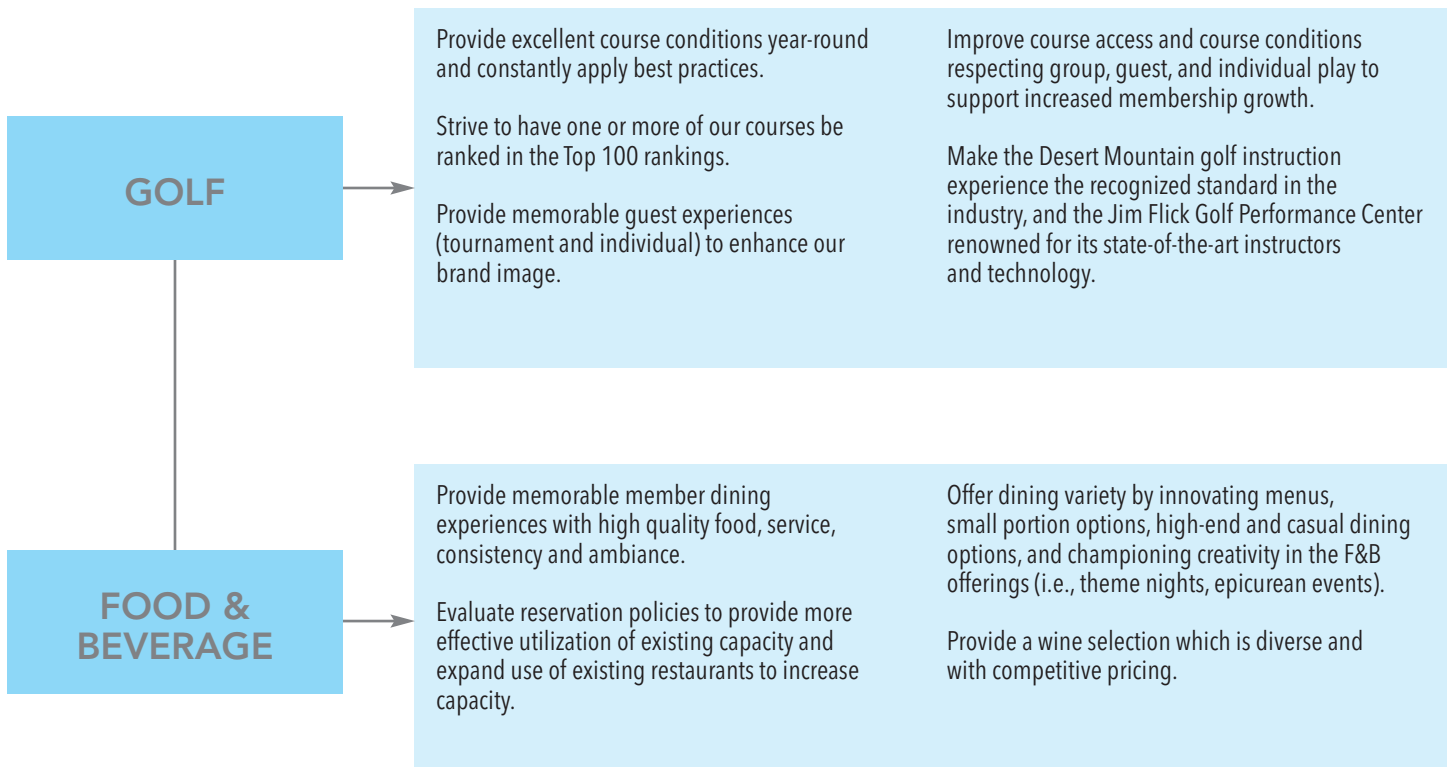 GOLF
Provide excellent course conditions year-round
and constantly apply best practices.
Strive to have one or more of our courses be
ranked in the Top 100 rankings.
Provide memorable guest experiences
(tournament and individual) to enhance our
brand image.
Improve course access and course conditions
respecting group, guest, and individual play to
support increased membership growth.
Make the Desert Mountain golf instruction
experience the recognized standard in the
industry, and the Jim Flick Golf Performance Center
renowned for its state-of-the-art instructors
and technology.
FOOD &
BEVERAGE
Provide memorable member dining
experiences with high quality food, service,
consistency and ambiance.
Evaluate reservation policies to provide more
effective utilization of existing capacity and
expand use of existing restaurants to increase
capacity.
Offer dining variety by innovating menus,
small portion options, high-end and casual dining
options, and championing creativity in the F&B
offerings (i.e., theme nights, epicurean events).
Provide a wine selection which is diverse and
with competitive pricing.